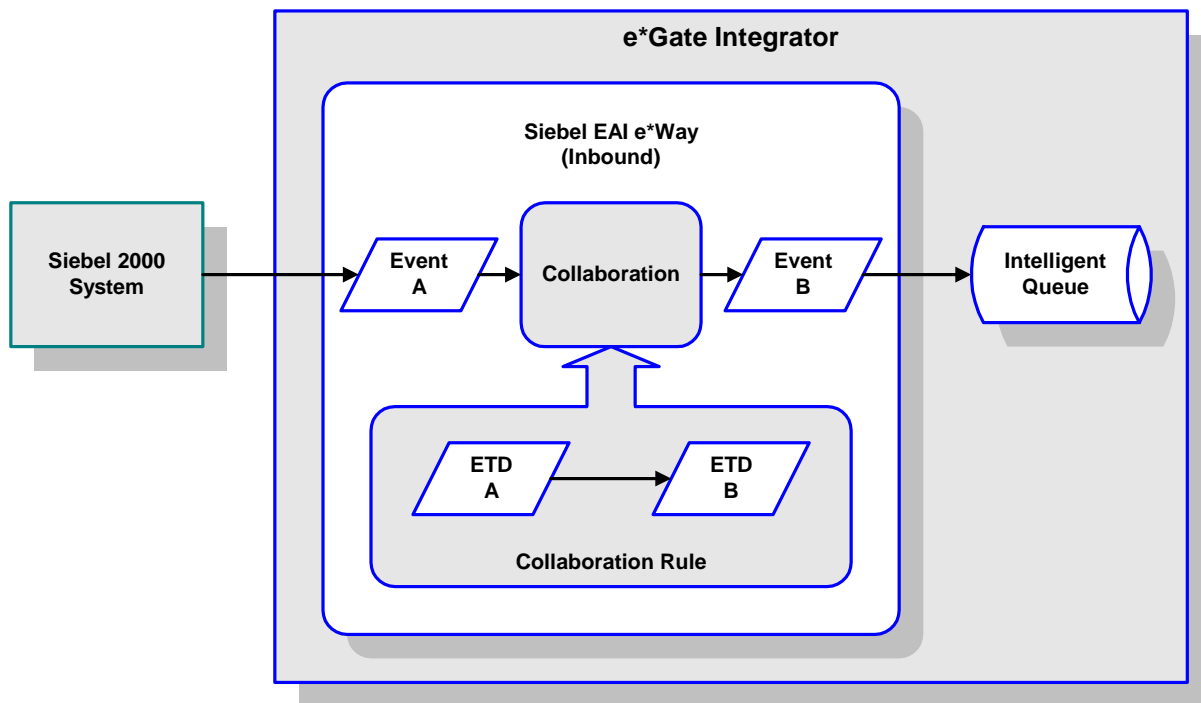 e*Gate Integrator
Siebel EAI e*Way
(Inbound)
Siebel 2000
System
Event
A
Collaboration
Event
B
Intelligent
Queue
ETD
A
ETD
B
Collaboration Rule